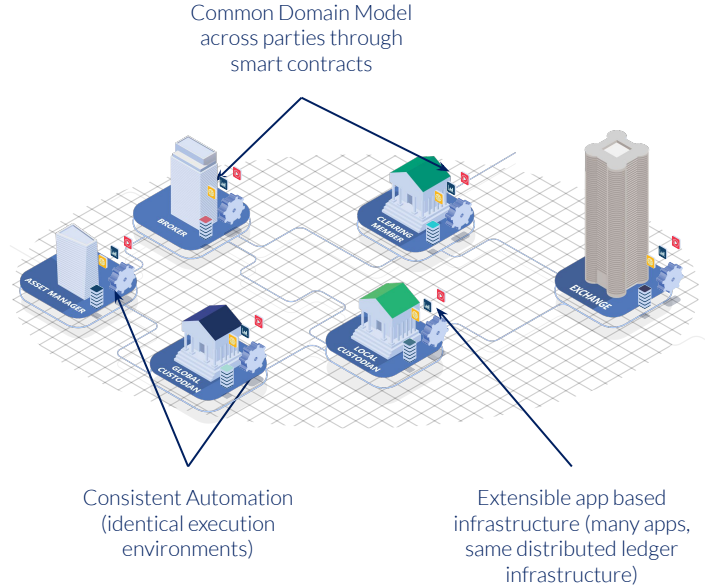 Common Domain Model
across parties through
smart contracts
BROKER
CLEARING
MEMBER
ASSET MANAGER
EXCHANGE
GLOBAL
CUSTODIAN
LOCAL
CUSTODIAN
Consistent Automation
(identical execution
environments)
Extensible app based
infrastructure (many apps,
same distributed ledger
infrastructure)